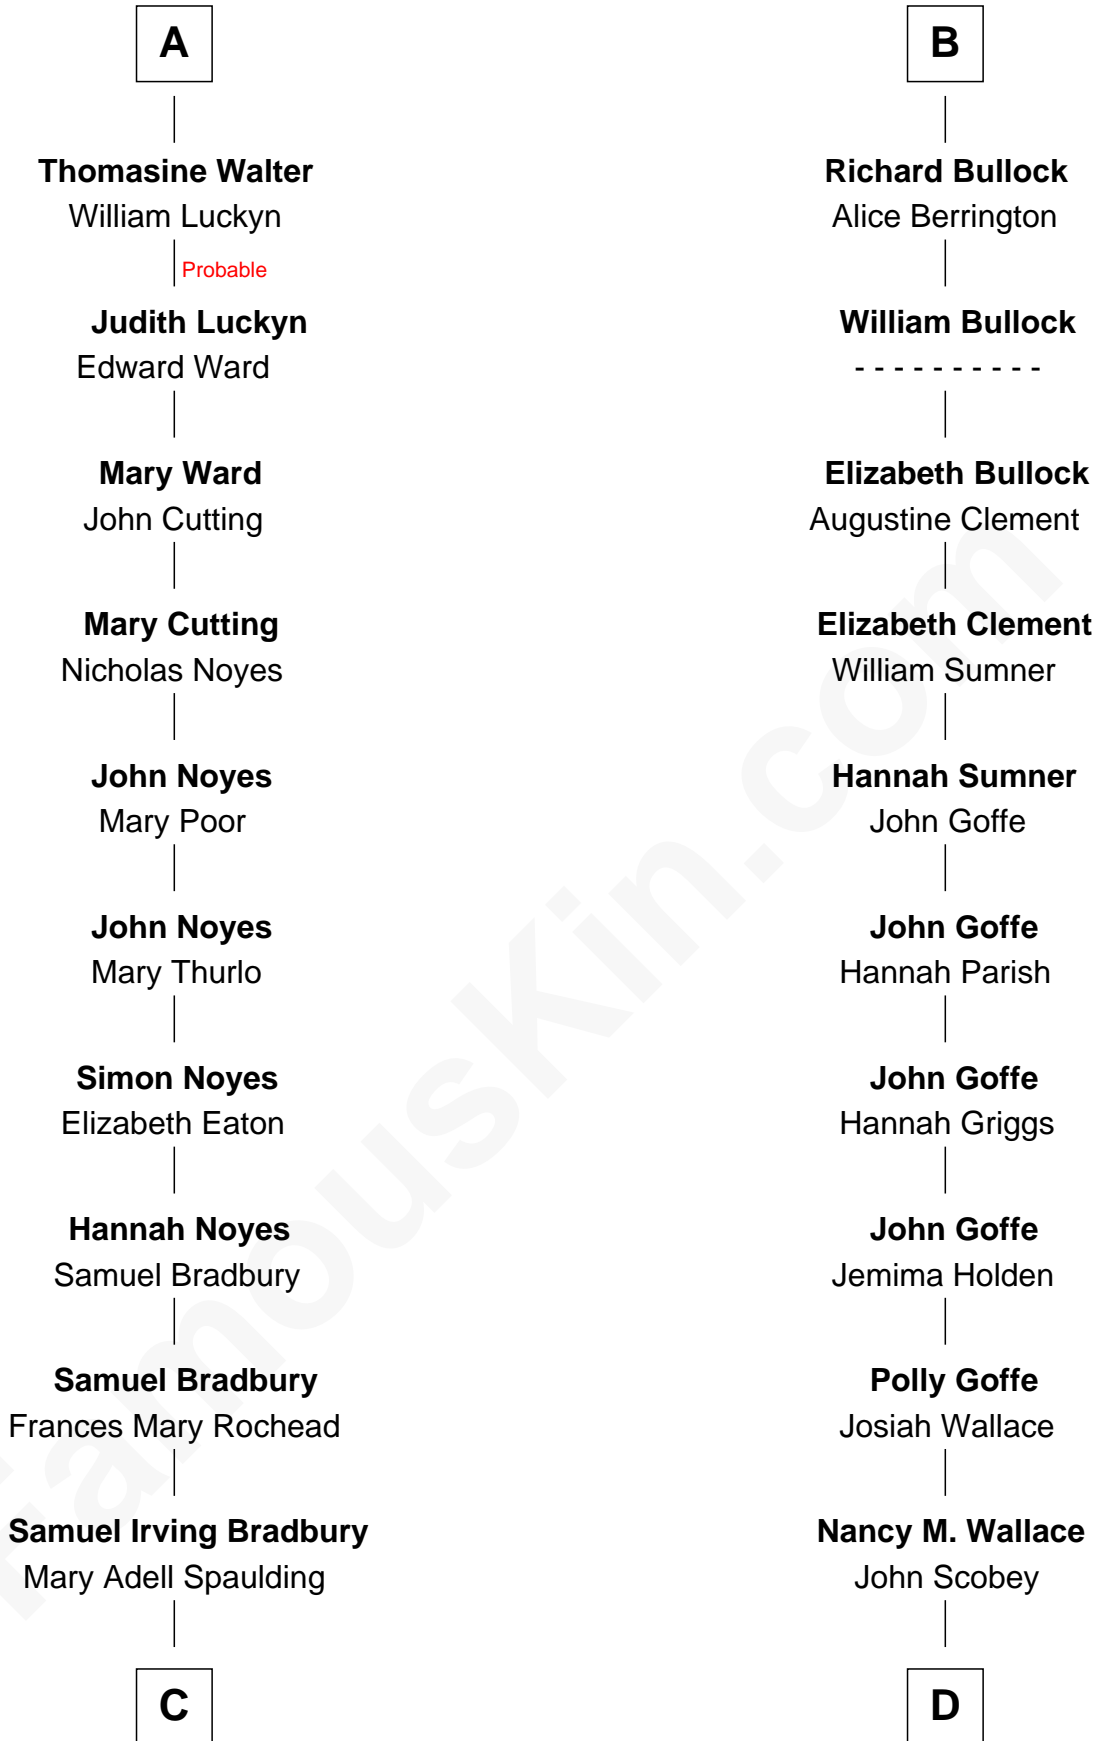 A
Thomasine Walter
William Luckyn
Probable
Judith Luckyn
Edward Ward
Mary Ward
John Cutting
Mary Cutting
Nicholas Noyes
John Noyes
Mary Poor
John Noyes
Mary Thurlo
Simon Noyes
Elizabeth Eaton
Hannah Noyes
Samuel Bradbury
Samuel Bradbury
Frances Mary Rochead
Samuel Irving Bradbury
Mary Adell Spaulding
C
B
Richard Bullock
Alice Berrington
William Bullock
- - - - - - - - - -
Elizabeth Bullock
Augustine Clement
Elizabeth Clement
William Sumner
Hannah Sumner
John Goffe
John Goffe
Hannah Parish
John Goffe
Hannah Griggs
John Goffe
Jemima Holden
Polly Goffe
Josiah Wallace
Nancy M. Wallace
John Scobey
D
FamousKin.com